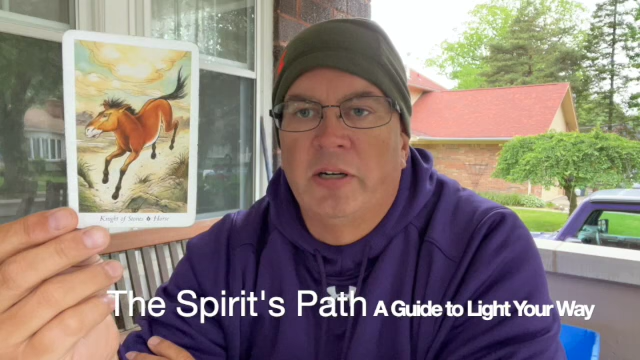 Knight of Stones ♦ Horse
The Spirit's Path A Guide to Light Your Way